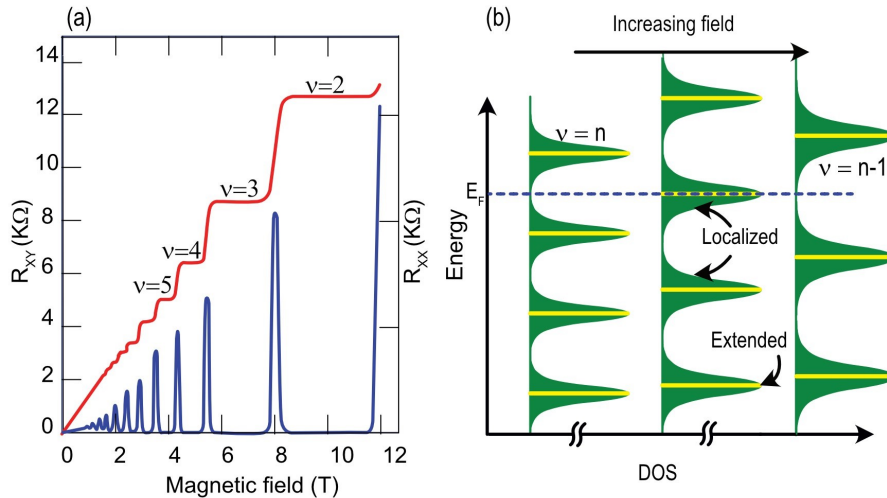 (a)
14
12
10
8
6
4
2
0
R_XY (KΩ)
ν=2
ν=3
ν=4
ν=5
R_XX (KΩ)
0 2 4 6 8 10 12
Magnetic field (T)
(b)
Increasing field
ν = n
ν = n-1
E_F
Localized
Extended
Energy
DOS